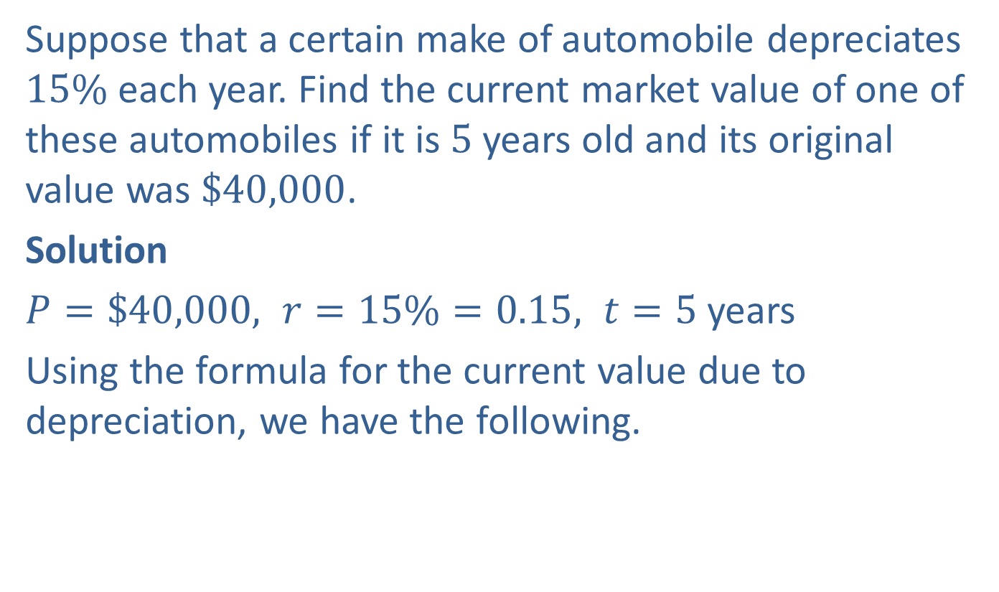 Suppose that a certain make of automobile depreciates
15% each year. Find the current market value of one of
these automobiles if it is 5 years old and its original
value was $40,000.
Solution
P = $40,000, r = 15% = 0.15, t = 5 years
Using the formula for the current value due to
depreciation, we have the following.